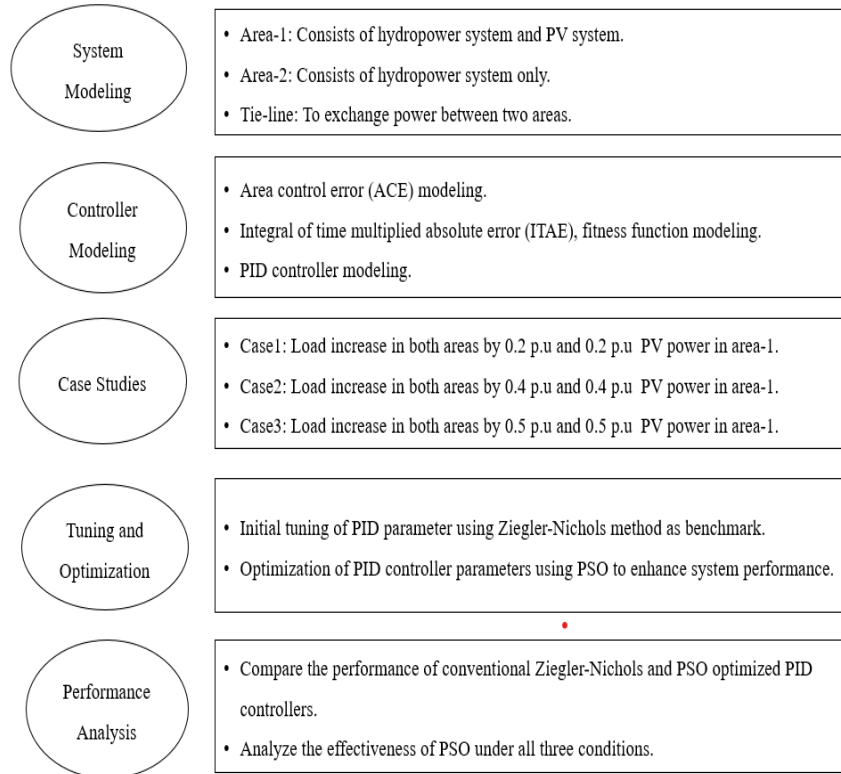 System
Modeling
• Area-1: Consists of hydropower system and PV system.
• Area-2: Consists of hydropower system only.
• Tie-line: To exchange power between two areas.
Controller
Modeling
• Area control error (ACE) modeling.
• Integral of time multiplied absolute error (ITAE), fitness function modeling.
• PID controller modeling.
Case Studies
• Case1: Load increase in both areas by 0.2 p.u and 0.2 p.u PV power in area-1.
• Case2: Load increase in both areas by 0.4 p.u and 0.4 p.u PV power in area-1.
• Case3: Load increase in both areas by 0.5 p.u and 0.5 p.u PV power in area-1.
Tuning and
Optimization
• Initial tuning of PID parameter using Ziegler-Nichols method as benchmark.
• Optimization of PID controller parameters using PSO to enhance system performance.
Performance
Analysis
• Compare the performance of conventional Ziegler-Nichols and PSO optimized PID
controllers.
• Analyze the effectiveness of PSO under all three conditions.